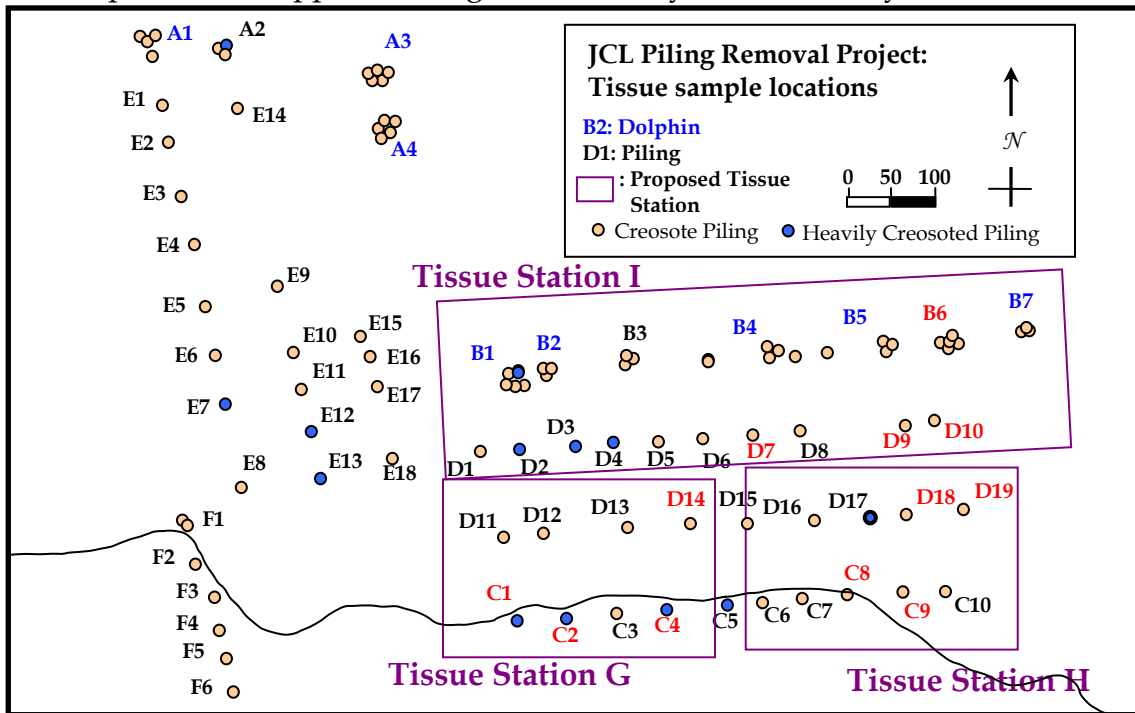 A1
A2
A3
JCL Piling Removal Project:
Tissue sample locations
E1
E14
B2: Dolphin
N
E2
A4
D1: Piling
: Proposed Tissue
Station
0 50 100
E3
Creosote Piling
Heavily Creosoted Piling
E4
Tissue Station I
E9
E5
B7
E15
B6
B5
B4
B3
B2
B1
E6
E10
E16
E11
E17
E7
E12
D3
D10
D9
D8
D7
D6
D5
D4
D2
D1
E18
E13
E8
D19
D18
D17
D16
D15
D14
D13
D12
D11
F1
F2
C8
C1
F3
C10
C9
C7
C6
C5
C4
C3
C2
F4
F5
Tissue Station G
Tissue Station H
F6